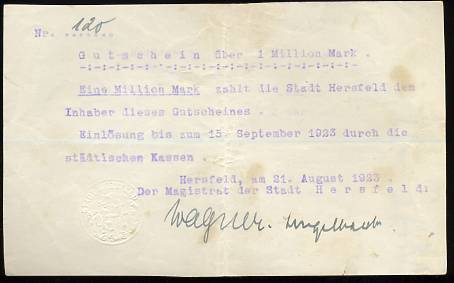 Nr. 120
Gutschein über 1 Million Mark.
Eine Million Mark zahlt die Stadt Hersfeld dem
Inhaber dieses Gutscheines.
Einlösung bis zum 15. September 1923 durch die
städtischen Kassen.
Hersfeld, am 21. August 1923.
Der Magistrat der Stadt Hersfeld:
Wagner.